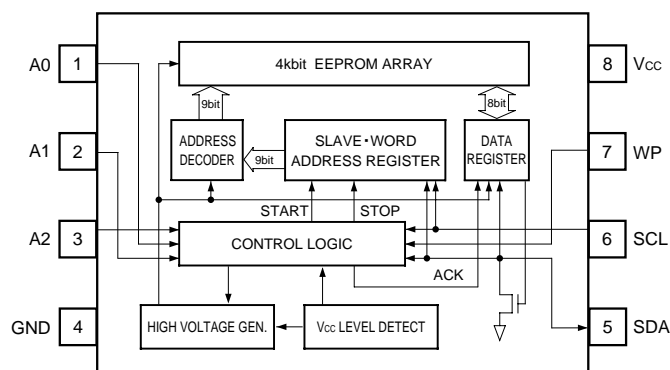 A0 1
4kbit EEPROM ARRAY
8 Vcc
9bit
8bit
A1 2
ADDRESS
DECODER
9bit
SLAVE・WORD
ADDRESS REGISTER
DATA
REGISTER
7 WP
START
STOP
A2 3
CONTROL LOGIC
6 SCL
ACK
GND 4
HIGH VOLTAGE GEN.
Vcc LEVEL DETECT
5 SDA